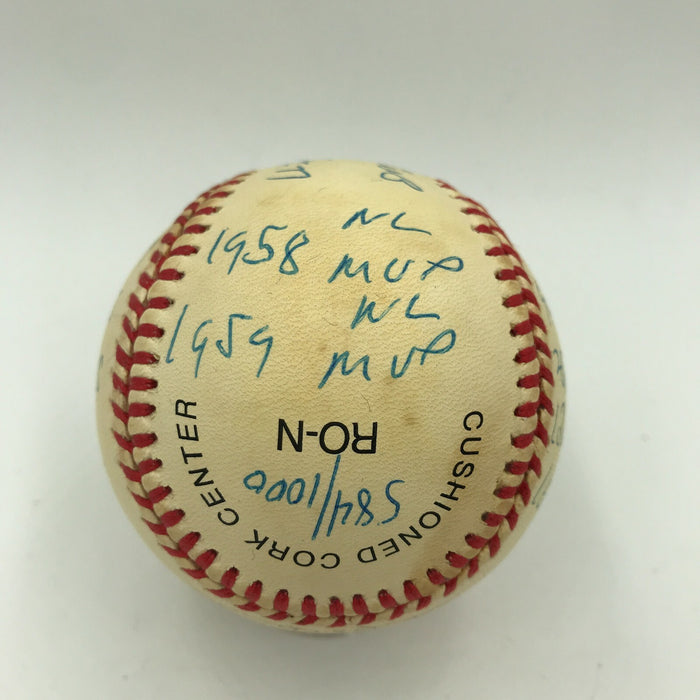 1958 NL MVP
1959 NL MVP
RO-N
584/1000
CUSHIONED CORK CENTER